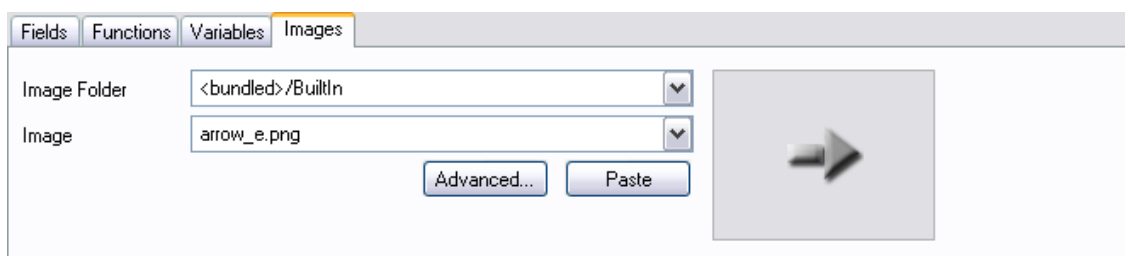 Fields Functions Variables Images
Image Folder <bundled>/BuiltIn
Image arrow_e.png
Advanced... Paste